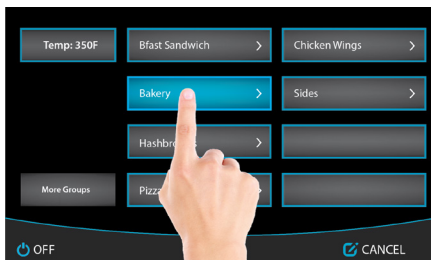 Temp: 350F
Bfast Sandwich
Chicken Wings
Bakery
Sides
More Groups
OFF
CANCEL